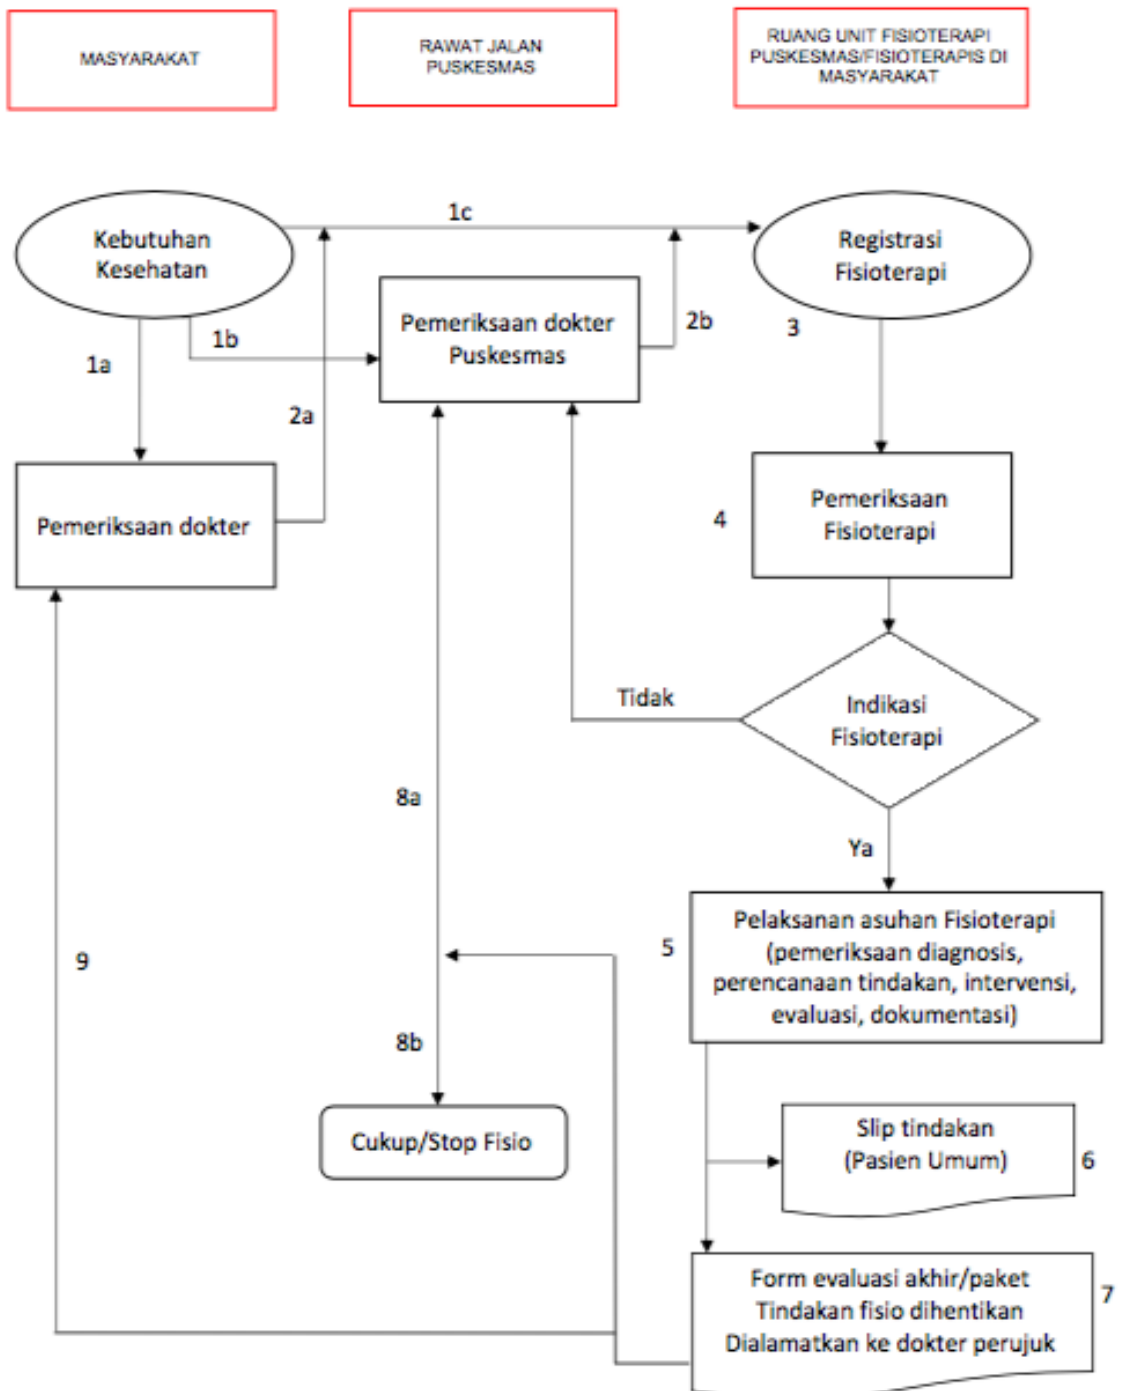 MASYARAKAT
RAWAT JALAN
PUSKESMAS
RUANG UNIT FISIOTERAPI
PUSKESMAS/FISIOTERAPIS DI
MASYARAKAT
1c
Kebutuhan
Kesehatan
Registrasi
Fisioterapi
3
1b
1a
Pemeriksaan dokter
Puskesmas
2b
2a
Pemeriksaan dokter
4
Pemeriksaan
Fisioterapi
Tidak
Indikasi
Fisioterapi
8a
Ya
9
5
Pelaksanan asuhan Fisioterapi
(pemeriksaan diagnosis,
perencanaan tindakan, intervensi,
evaluasi, dokumentasi)
8b
Cukup/Stop Fisio
Slip tindakan
(Pasien Umum)
6
Form evaluasi akhir/paket
Tindakan fisio dihentikan
Dialamatkan ke dokter perujuk
7